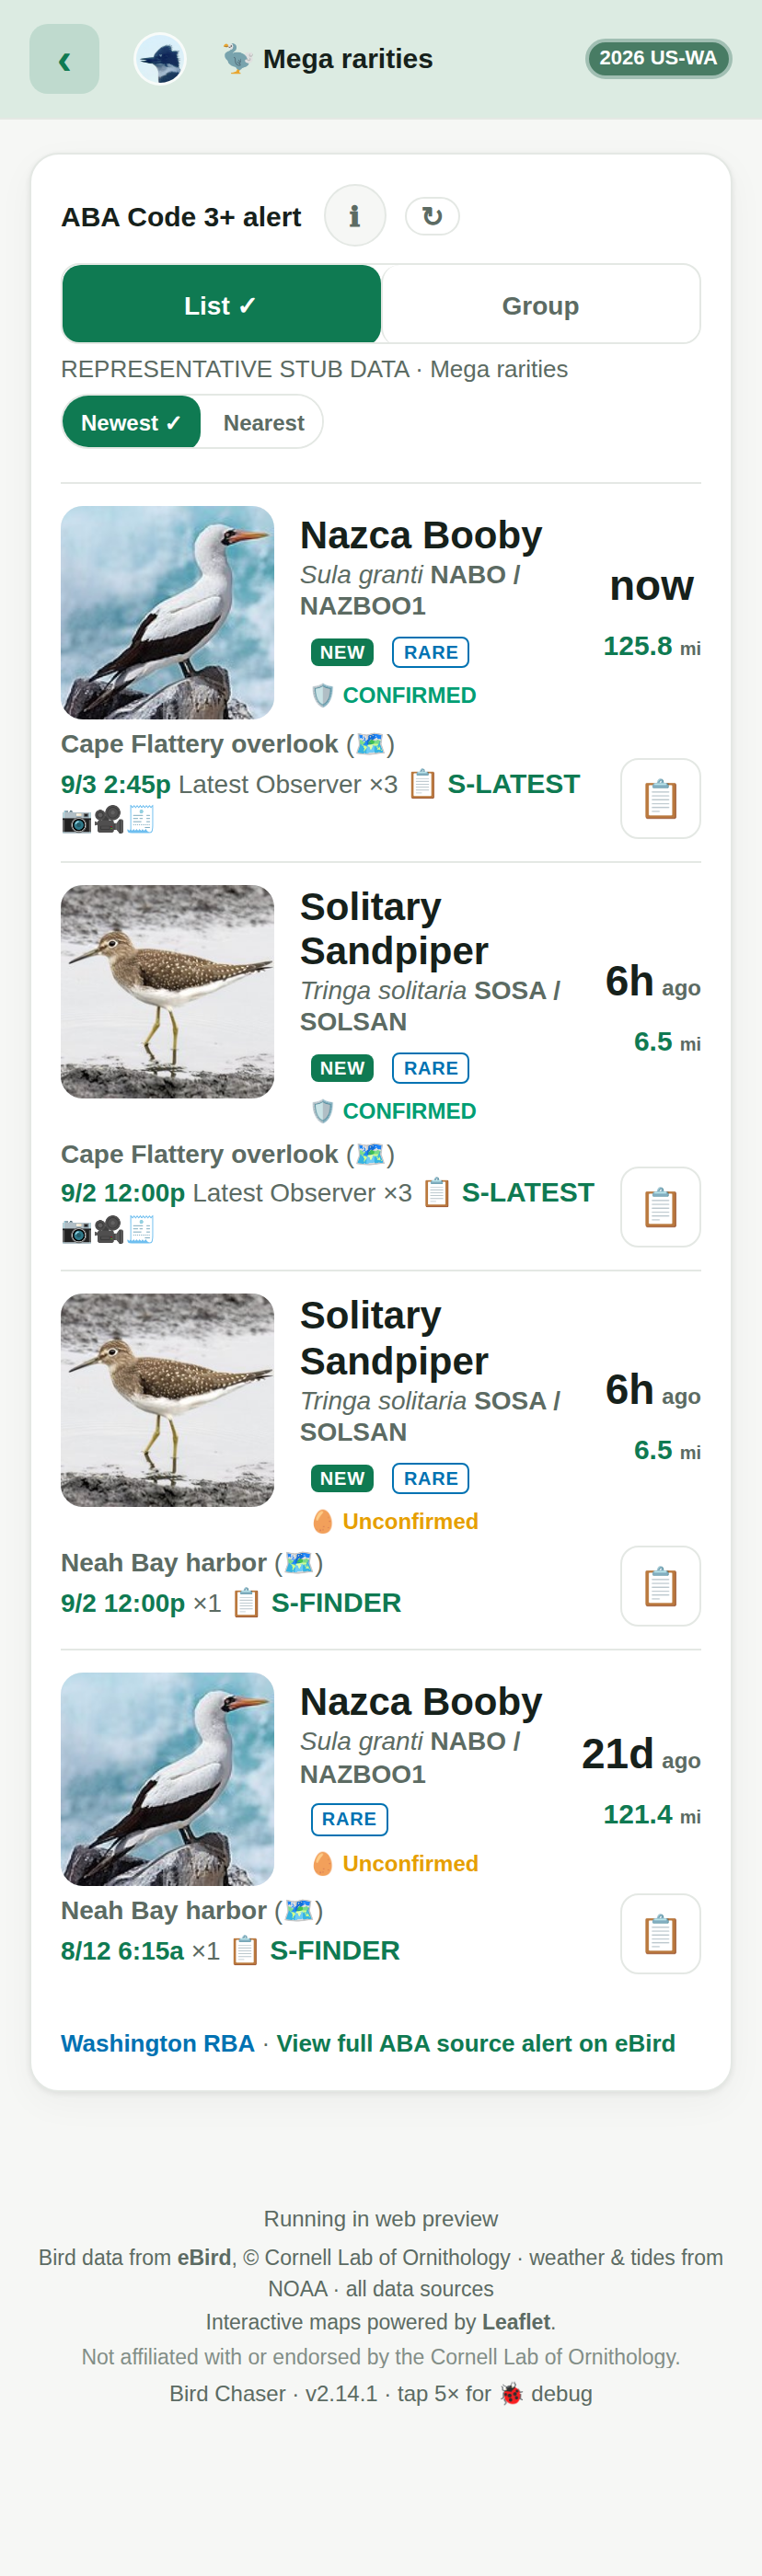 ‹ 🦤 Mega rarities 2026 US-WA
ABA Code 3+ alert ℹ ↻
List ✓ Group
REPRESENTATIVE STUB DATA · Mega rarities
Newest ✓ Nearest
Nazca Booby
Sula granti NABO /
NAZBOO1
now
125.8 mi
NEW RARE
🛡️ CONFIRMED
Cape Flattery overlook (🗺️)
9/3 2:45p Latest Observer ×3 📋 S-LATEST
📷🎥🧾
📋
Solitary
Sandpiper
Tringa solitaria SOSA /
SOLSAN
6h ago
6.5 mi
NEW RARE
🛡️ CONFIRMED
Cape Flattery overlook (🗺️)
9/2 12:00p Latest Observer ×3 📋 S-LATEST
📷🎥🧾
📋
Solitary
Sandpiper
Tringa solitaria SOSA /
SOLSAN
6h ago
6.5 mi
NEW RARE
🥚 Unconfirmed
Neah Bay harbor (🗺️)
9/2 12:00p ×1 📋 S-FINDER
📋
Nazca Booby
Sula granti NABO /
NAZBOO1
21d ago
121.4 mi
RARE
🥚 Unconfirmed
Neah Bay harbor (🗺️)
8/12 6:15a ×1 📋 S-FINDER
📋
Washington RBA · View full ABA source alert on eBird
Running in web preview
Bird data from eBird, © Cornell Lab of Ornithology · weather & tides from
NOAA · all data sources
Interactive maps powered by Leaflet.
Not affiliated with or endorsed by the Cornell Lab of Ornithology.
Bird Chaser · v2.14.1 · tap 5× for 🐞 debug